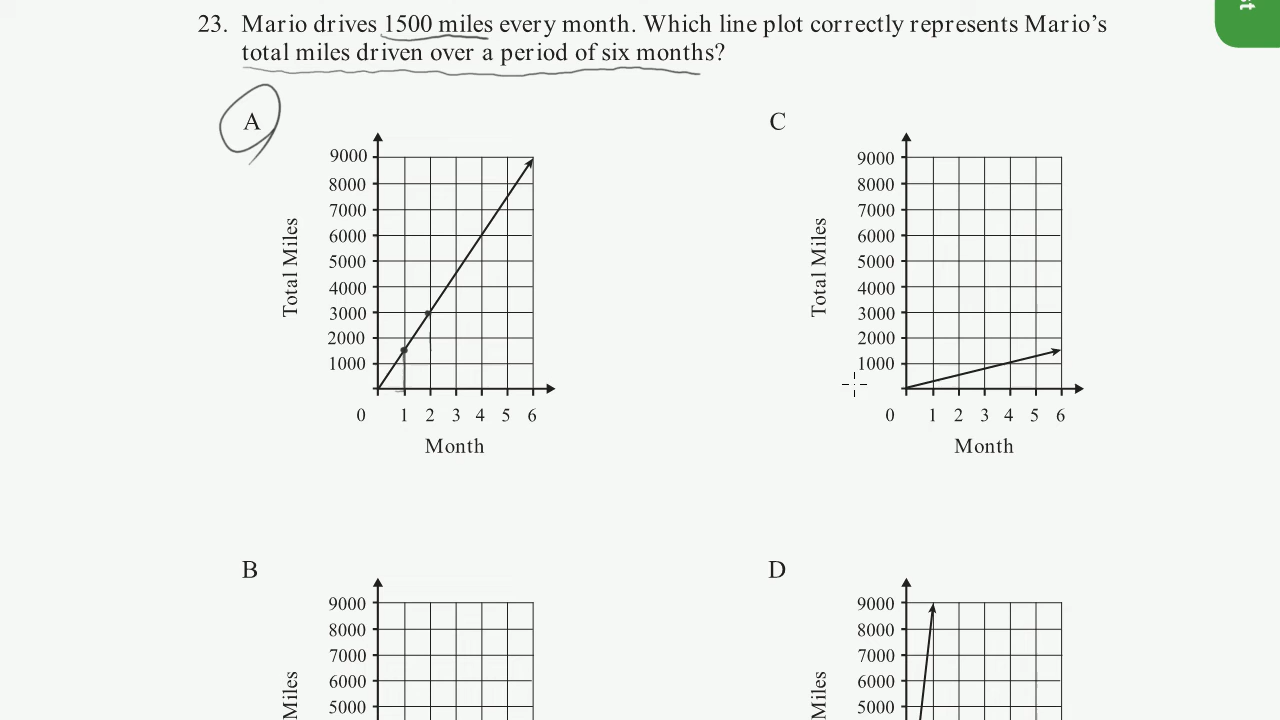 23. Mario drives 1500 miles every month. Which line plot correctly represents Mario's
total miles driven over a period of six months?
A
9000
8000
7000
6000
5000
4000
3000
2000
1000
0 1 2 3 4 5 6
Total Miles
Month
C
9000
8000
7000
6000
5000
4000
3000
2000
1000
0 1 2 3 4 5 6
Total Miles
Month
B
9000
8000
7000
6000
5000
Miles
D
9000
8000
7000
6000
5000
Miles